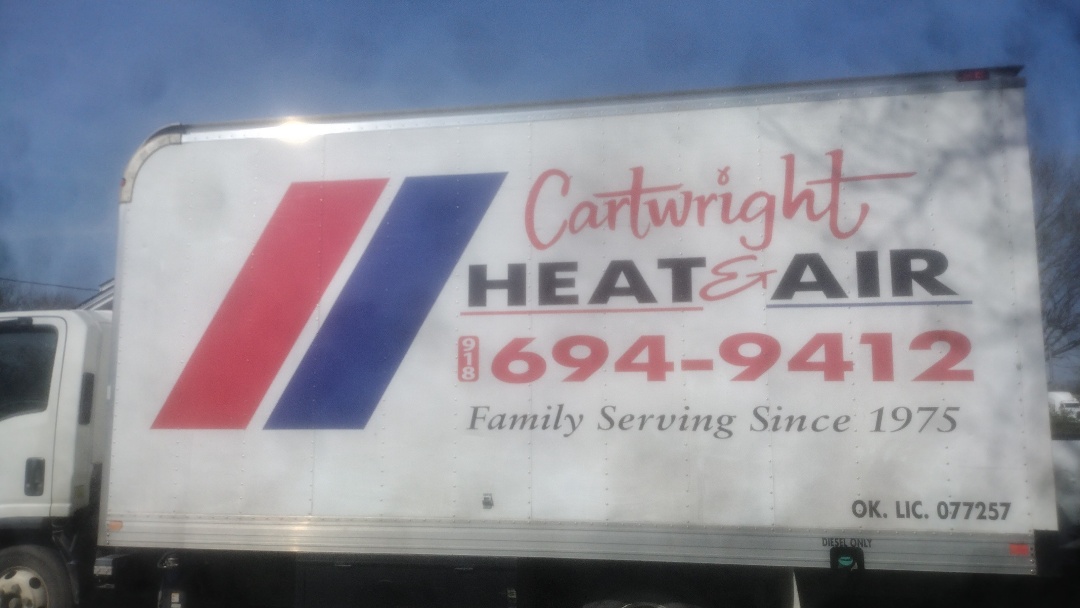 Cartwright
HEAT & AIR
918 694-9412
Family Serving Since 1975
OK. LIC. 077257
DIESEL ONLY